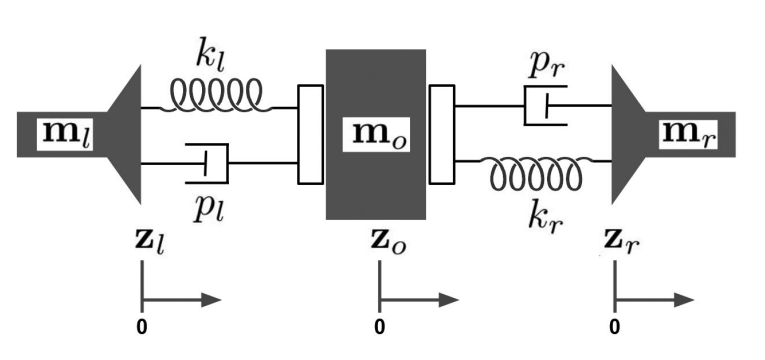 k_l p_r
m_l m_o m_r
p_l k_r
z_l z_o z_r
0 0 0